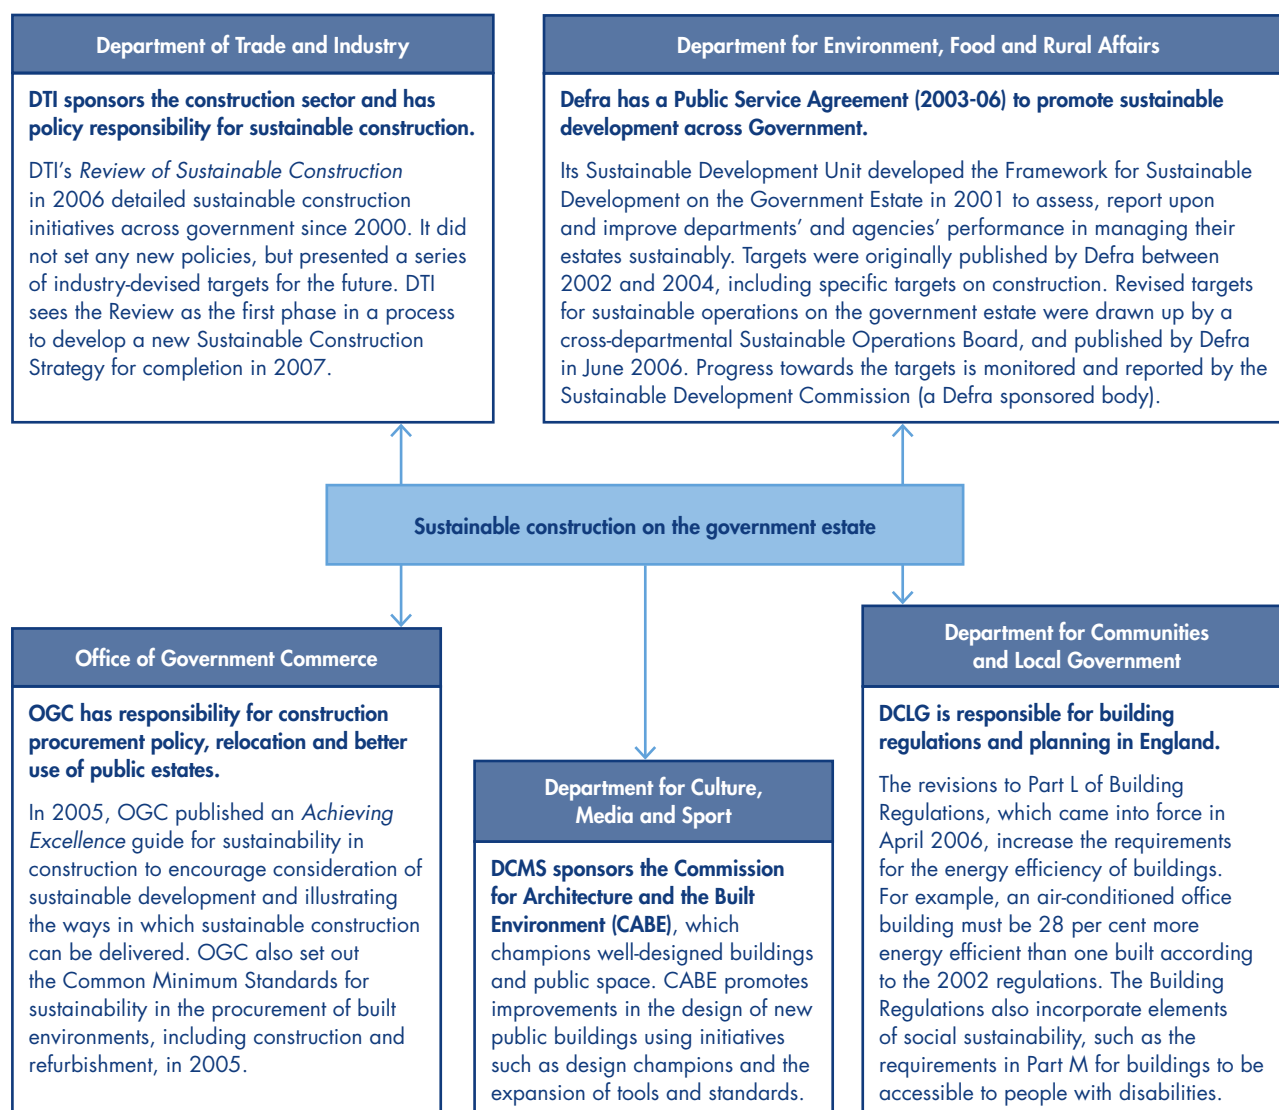 Department of Trade and Industry
DTI sponsors the construction sector and has
policy responsibility for sustainable construction.
DTI’s Review of Sustainable Construction
in 2006 detailed sustainable construction
initiatives across government since 2000. It did
not set any new policies, but presented a series
of industry-devised targets for the future. DTI
sees the Review as the first phase in a process
to develop a new Sustainable Construction
Strategy for completion in 2007.
Department for Environment, Food and Rural Affairs
Defra has a Public Service Agreement (2003-06) to promote sustainable
development across Government.
Its Sustainable Development Unit developed the Framework for Sustainable
Development on the Government Estate in 2001 to assess, report upon
and improve departments’ and agencies’ performance in managing their
estates sustainably. Targets were originally published by Defra between
2002 and 2004, including specific targets on construction. Revised targets
for sustainable operations on the government estate were drawn up by a
cross-departmental Sustainable Operations Board, and published by Defra
in June 2006. Progress towards the targets is monitored and reported by the
Sustainable Development Commission (a Defra sponsored body).
Sustainable construction on the government estate
Office of Government Commerce
OGC has responsibility for construction
procurement policy, relocation and better
use of public estates.
In 2005, OGC published an Achieving
Excellence guide for sustainability in
construction to encourage consideration of
sustainable development and illustrating
the ways in which sustainable construction
can be delivered. OGC also set out
the Common Minimum Standards for
sustainability in the procurement of built
environments, including construction and
refurbishment, in 2005.
Department for Culture,
Media and Sport
DCMS sponsors the Commission
for Architecture and the Built
Environment (CABE), which
champions well-designed buildings
and public space. CABE promotes
improvements in the design of new
public buildings using initiatives
such as design champions and the
expansion of tools and standards.
Department for Communities
and Local Government
DCLG is responsible for building
regulations and planning in England.
The revisions to Part L of Building
Regulations, which came into force in
April 2006, increase the requirements
for the energy efficiency of buildings.
For example, an air-conditioned office
building must be 28 per cent more
energy efficient than one built according
to the 2002 regulations. The Building
Regulations also incorporate elements
of social sustainability, such as the
requirements in Part M for buildings to be
accessible to people with disabilities.